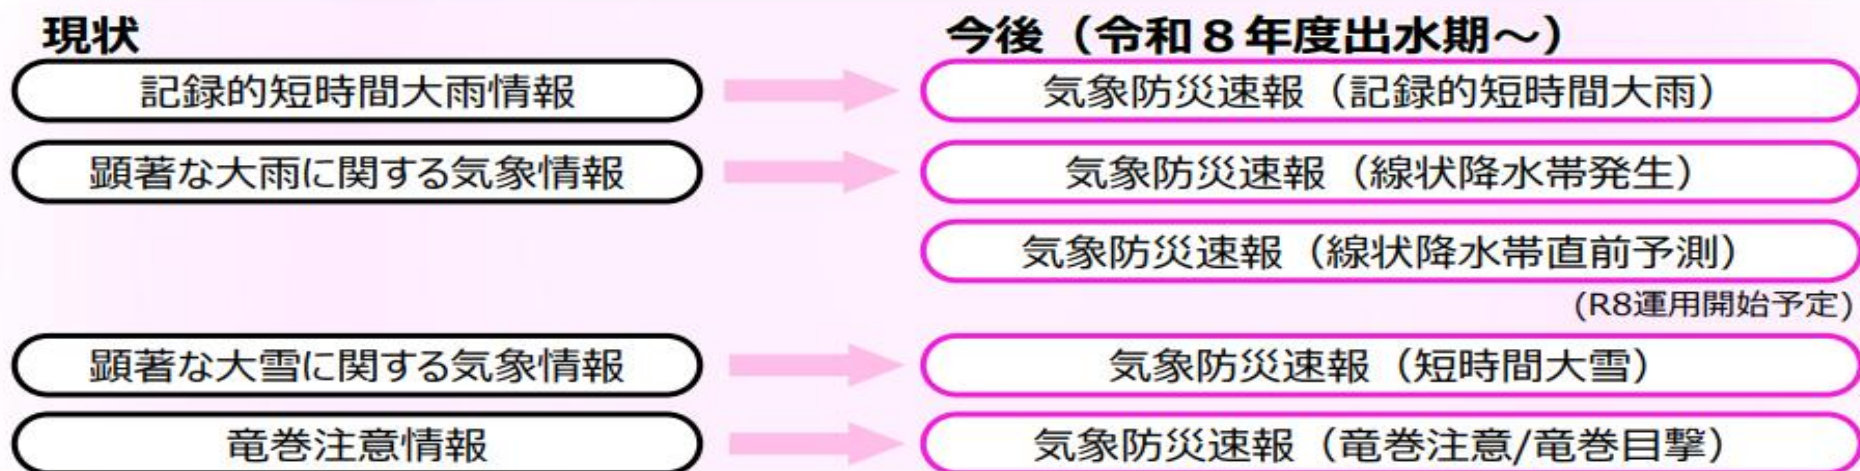 現状
今後（令和８年度出水期～）
記録的短時間大雨情報
気象防災速報（記録的短時間大雨）
顕著な大雨に関する気象情報
気象防災速報（線状降水帯発生）
気象防災速報（線状降水帯直前予測）
(R8運用開始予定)
顕著な大雪に関する気象情報
気象防災速報（短時間大雪）
竜巻注意情報
気象防災速報（竜巻注意/竜巻目撃）